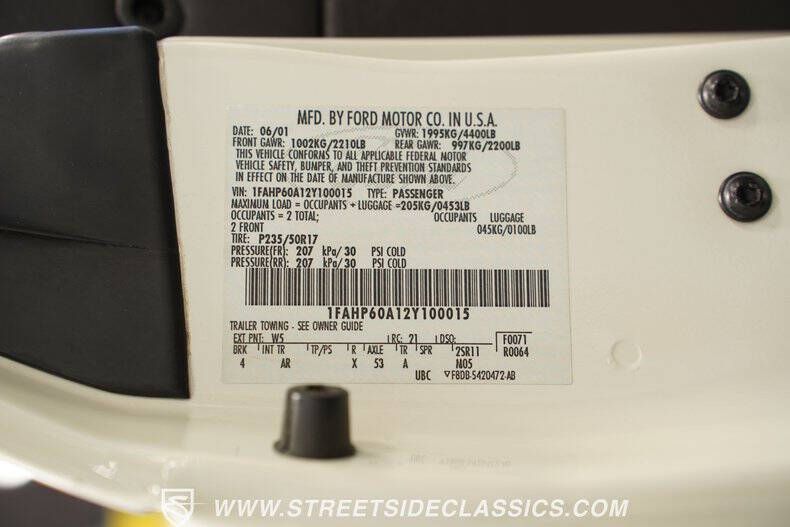 MFD. BY FORD MOTOR CO. IN U.S.A.
DATE: 06/01 GVWR: 1995KG/4400LB
FRONT GAWR: 1002KG/2210LB REAR GAWR: 997KG/2200LB
THIS VEHICLE CONFORMS TO ALL APPLICABLE FEDERAL MOTOR
VEHICLE SAFETY, BUMPER, AND THEFT PREVENTION STANDARDS
IN EFFECT ON THE DATE OF MANUFACTURE SHOWN ABOVE.
VIN: 1FAHP60A12Y100015 TYPE: PASSENGER
MAXIMUM LOAD = OCCUPANTS + LUGGAGE =205KG/0453LB
OCCUPANTS = 2 TOTAL; OCCUPANTS LUGGAGE
2 FRONT 045KG/0100LB
TIRE: P235/50R17
PRESSURE(FR): 207 kPa/30 PSI COLD
PRESSURE(RR): 207 kPa/30 PSI COLD
1FAHP60A12Y100015
TRAILER TOWING - SEE OWNER GUIDE
EXT PNT: W5 RC: 21 DSO: F0071
BRK INT TR TP/PS R AXLE TR SPR 2SR11 R0064
4 AR X 53 A N05
UBC F8DB-5420472-AB
WWW.STREETSIDECLASSICS.COM